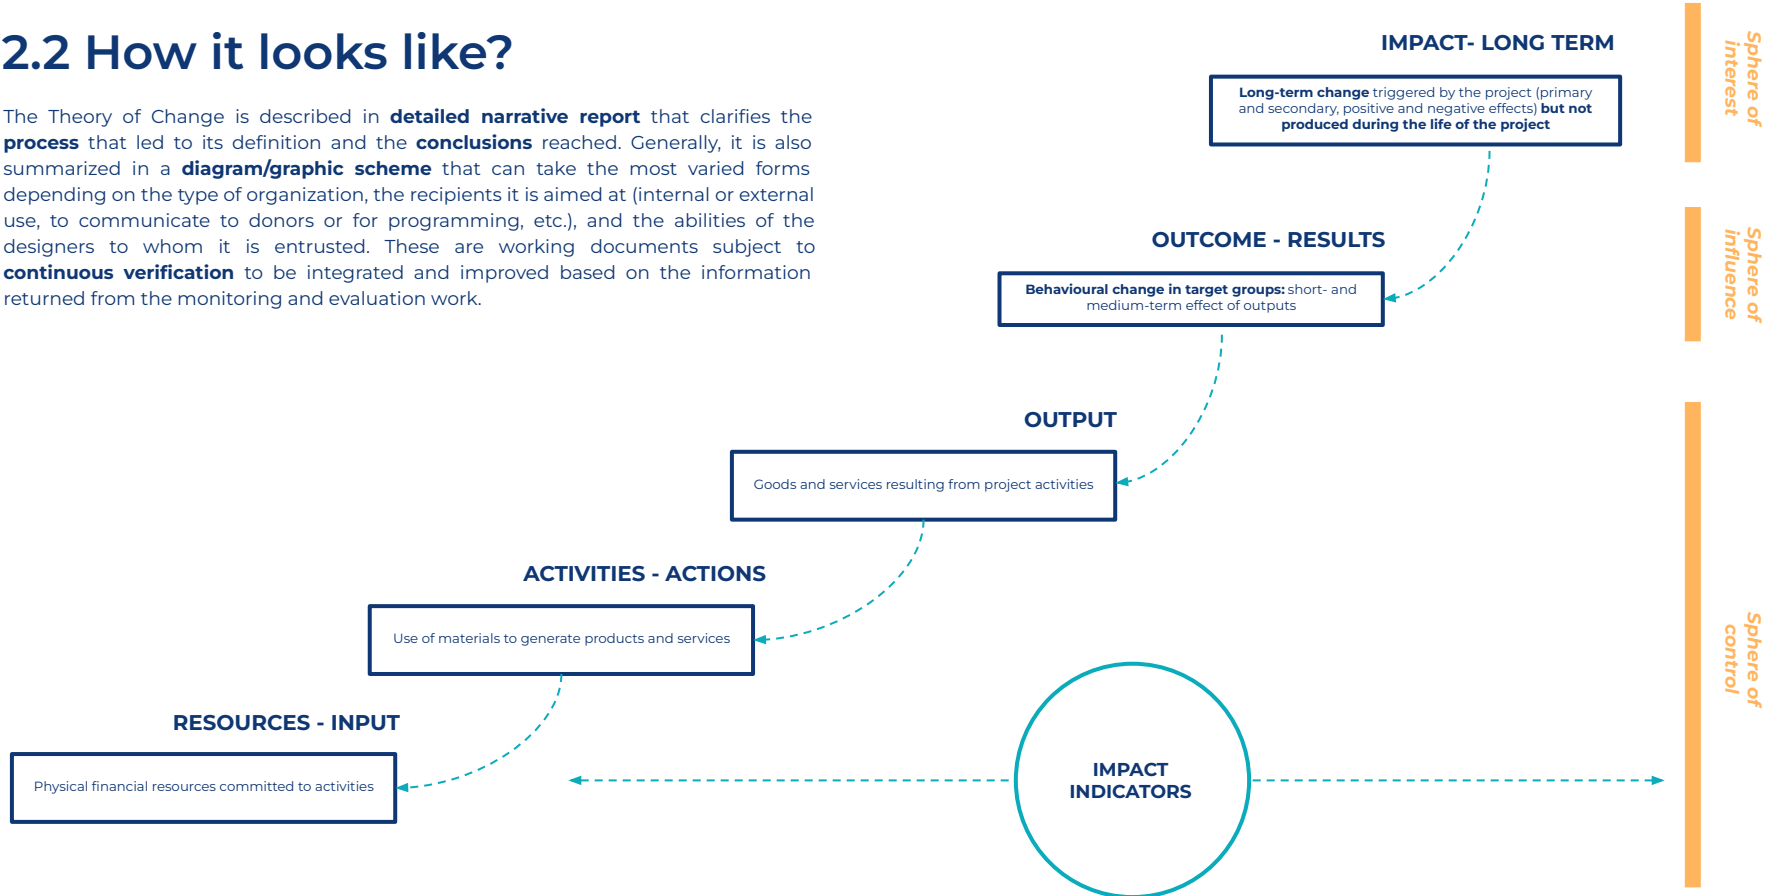 2.2 How it looks like?
The Theory of Change is described in detailed narrative report that clarifies the
process that led to its definition and the conclusions reached. Generally, it is also
summarized in a diagram/graphic scheme that can take the most varied forms
depending on the type of organization, the recipients it is aimed at (internal or external
use, to communicate to donors or for programming, etc.), and the abilities of the
designers to whom it is entrusted. These are working documents subject to
continuous verification to be integrated and improved based on the information
returned from the monitoring and evaluation work.
IMPACT- LONG TERM
Long-term change triggered by the project (primary
and secondary, positive and negative effects) but not
produced during the life of the project
Sphere of
interest
OUTCOME - RESULTS
Behavioural change in target groups: short- and
medium-term effect of outputs
Sphere of
influence
OUTPUT
Goods and services resulting from project activities
ACTIVITIES - ACTIONS
Use of materials to generate products and services
Sphere of
control
RESOURCES - INPUT
Physical financial resources committed to activities
IMPACT
INDICATORS